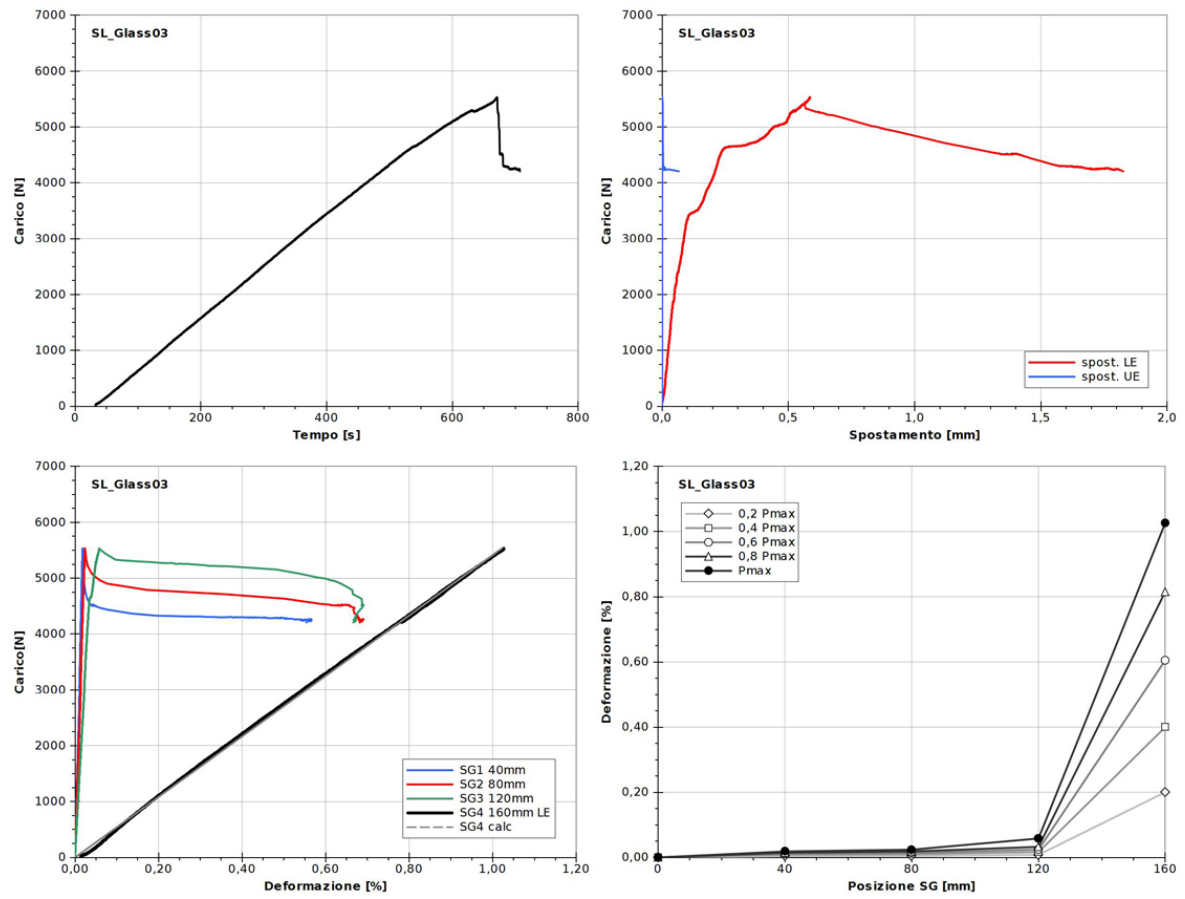 SL_Glass03
7000
6000
5000
4000
3000
2000
1000
0
Carico [N]
0 200 400 600 800
Tempo [s]
SL_Glass03
7000
6000
5000
4000
3000
2000
1000
0
Carico [N]
spost. LE
spost. UE
0,0 0,5 1,0 1,5 2,0
Spostamento [mm]
SL_Glass03
7000
6000
5000
4000
3000
2000
1000
0
Carico[N]
SG1 40mm
SG2 80mm
SG3 120mm
SG4 160mm LE
SG4 calc
0,00 0,20 0,40 0,60 0,80 1,00 1,20
Deformazione [%]
SL_Glass03
1,20
1,00
0,80
0,60
0,40
0,20
0,00
Deformazione [%]
0,2 Pmax
0,4 Pmax
0,6 Pmax
0,8 Pmax
Pmax
0 40 80 120 160
Posizione SG [mm]